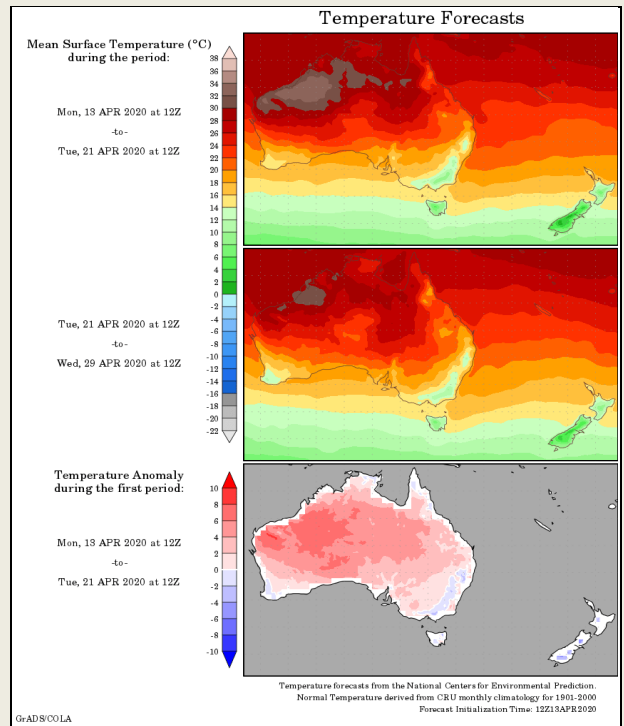 Temperature Forecasts
Mean Surface Temperature (°C)
during the period:
Mon, 13 APR 2020 at 12Z
-to-
Tue, 21 APR 2020 at 12Z
38
36
34
32
30
28
26
24
22
20
18
16
14
12
10
8
6
4
2
0
-2
-4
-6
-8
-10
-12
-14
-16
-18
-20
-22
Tue, 21 APR 2020 at 12Z
-to-
Wed, 29 APR 2020 at 12Z
Temperature Anomaly
during the first period:
Mon, 13 APR 2020 at 12Z
-to-
Tue, 21 APR 2020 at 12Z
10
8
6
4
2
0
-2
-4
-6
-8
-10
Temperature forecasts from the National Centers for Environmental Prediction.
Normal Temperature derived from CRU monthly climatology for 1901-2000
Forecast Initialization Time: 12Z13APR2020
GrADS/COLA